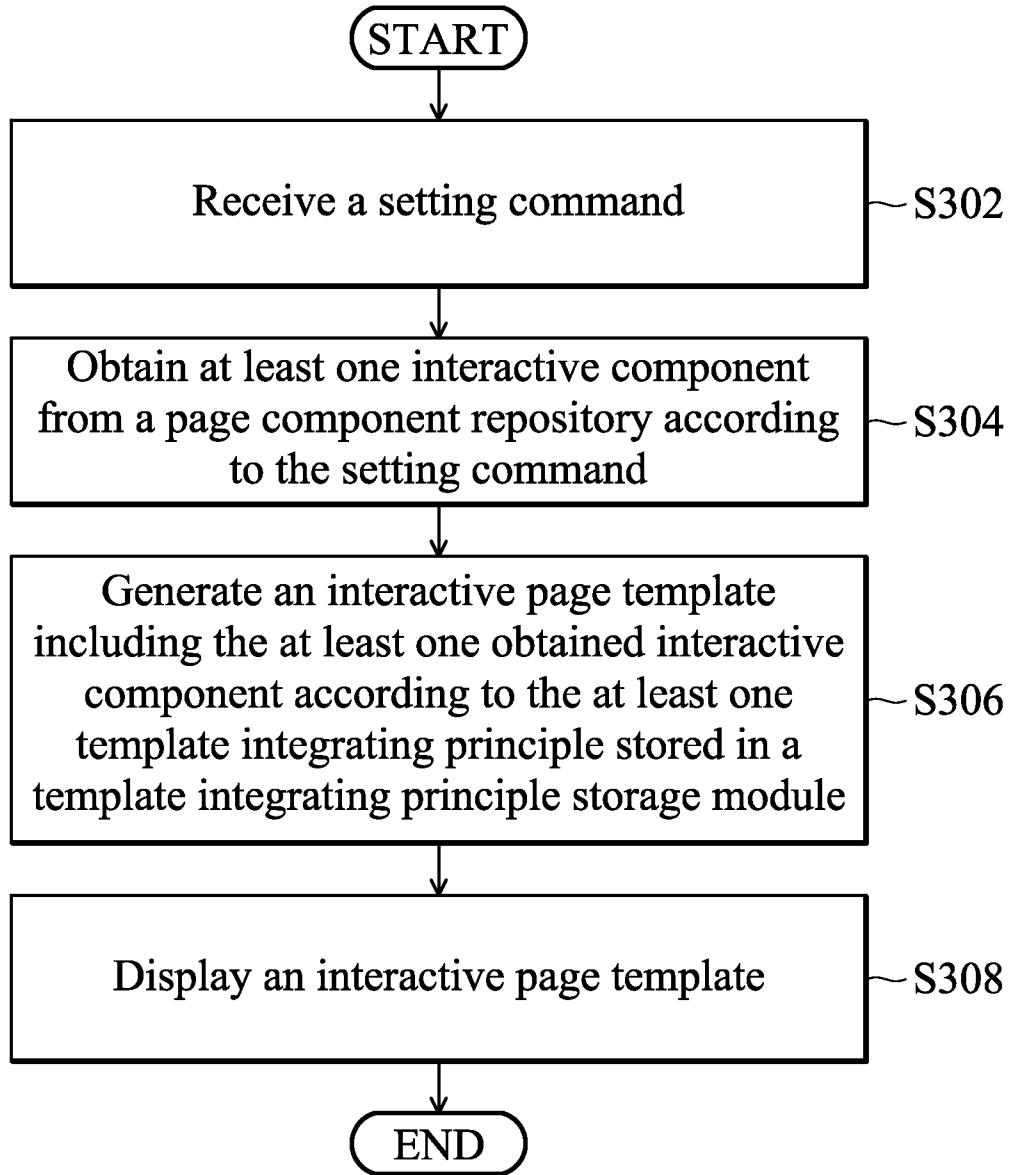 START
Receive a setting command
S302
Obtain at least one interactive component
from a page component repository according
to the setting command
S304
Generate an interactive page template
including the at least one obtained interactive
component according to the at least one
template integrating principle stored in a
template integrating principle storage module
S306
Display an interactive page template
S308
END